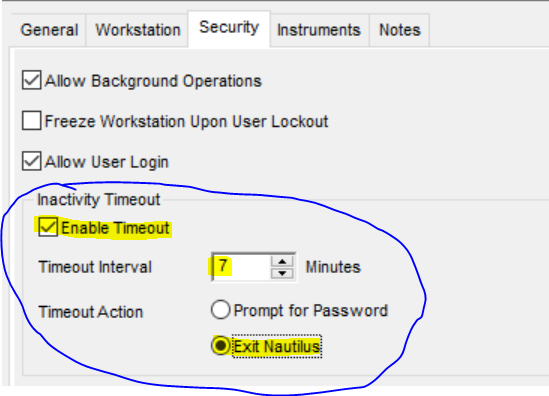 General Workstation Security Instruments Notes
Allow Background Operations
Freeze Workstation Upon User Lockout
Allow User Login
Inactivity Timeout
Enable Timeout
Timeout Interval 7 Minutes
Timeout Action Prompt for Password
Exit Nautilus